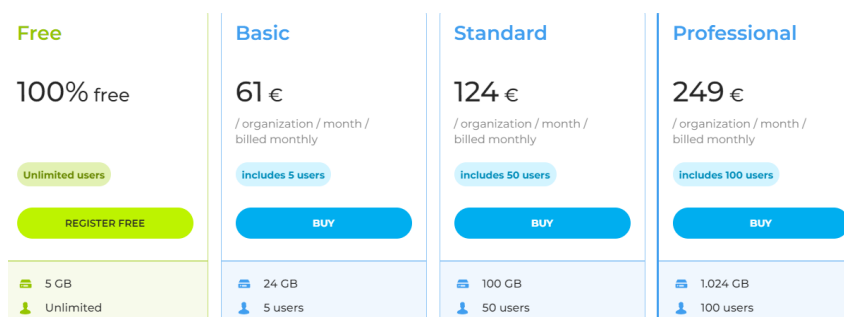 Free
100% free
Unlimited users
REGISTER FREE
5 GB
Unlimited
Basic
61 €
/ organization / month /
billed monthly
includes 5 users
BUY
24 GB
5 users
Standard
124 €
/ organization / month /
billed monthly
includes 50 users
BUY
100 GB
50 users
Professional
249 €
/ organization / month /
billed monthly
includes 100 users
BUY
1.024 GB
100 users